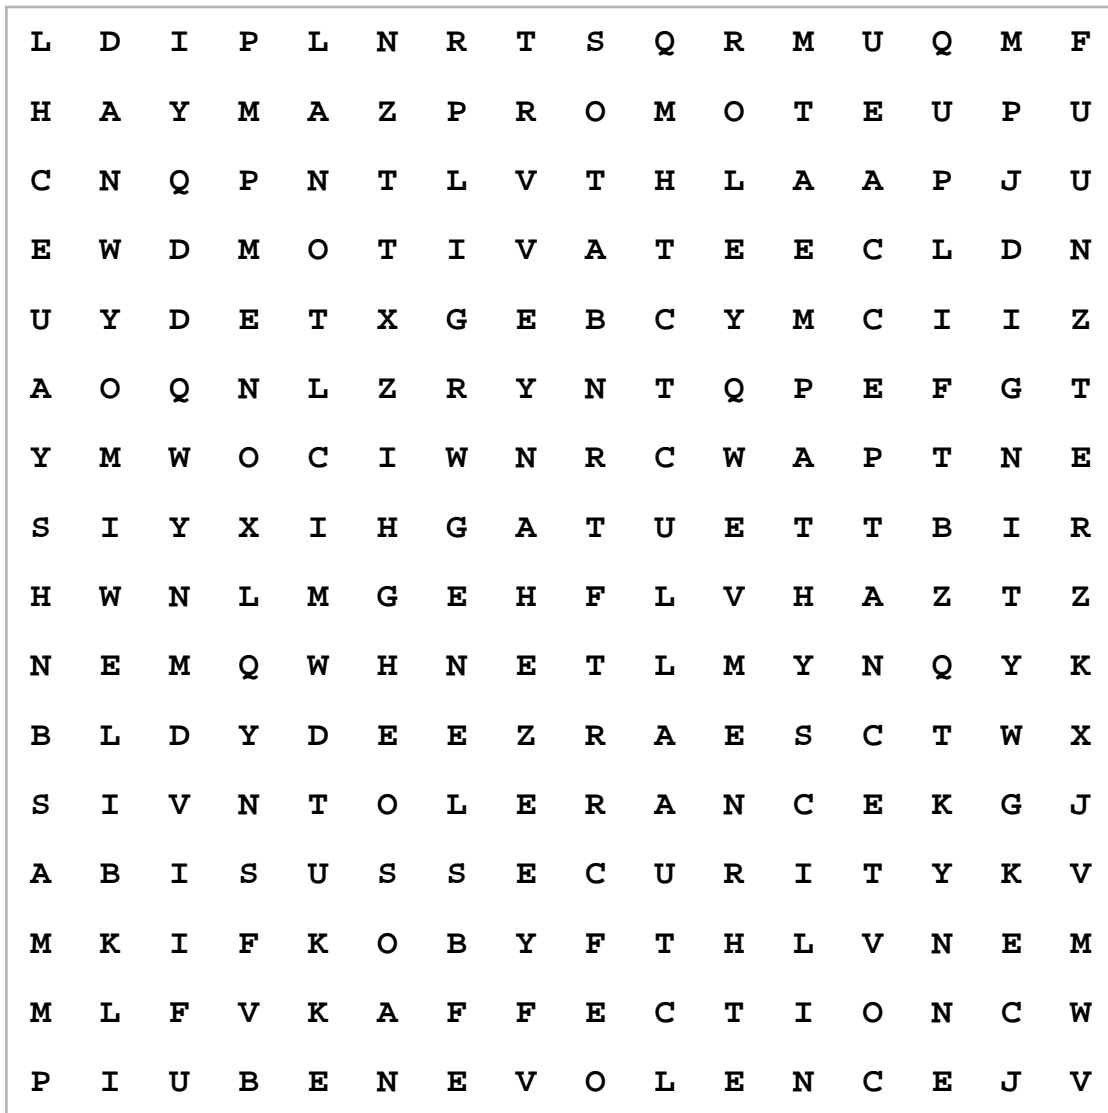 L D I P L N R T S Q R M U Q M F
H A Y M A Z P R O M O T E U P U
C N Q P N T L V T H L A A P J U
E W D M O T I V A T E E C L D N
U Y D E T X G E B C Y M C I I Z
A O Q N L Z R Y N T Q P E F G T
Y M W O C I W N R C W A P T N E
S I Y X I H G A T U E T T B I R
H W N L M G E H F L V H A Z T Z
N E M Q W H N E T L M Y N Q Y K
B L D Y D E E Z R A E S C T W X
S I V N T O L E R A N C E K G J
A B I S U S S E C U R I T Y K V
M K I F K O B Y F T H L V N E M
M L F V K A F F E C T I O N C W
P I U B E N E V O L E N C E J V